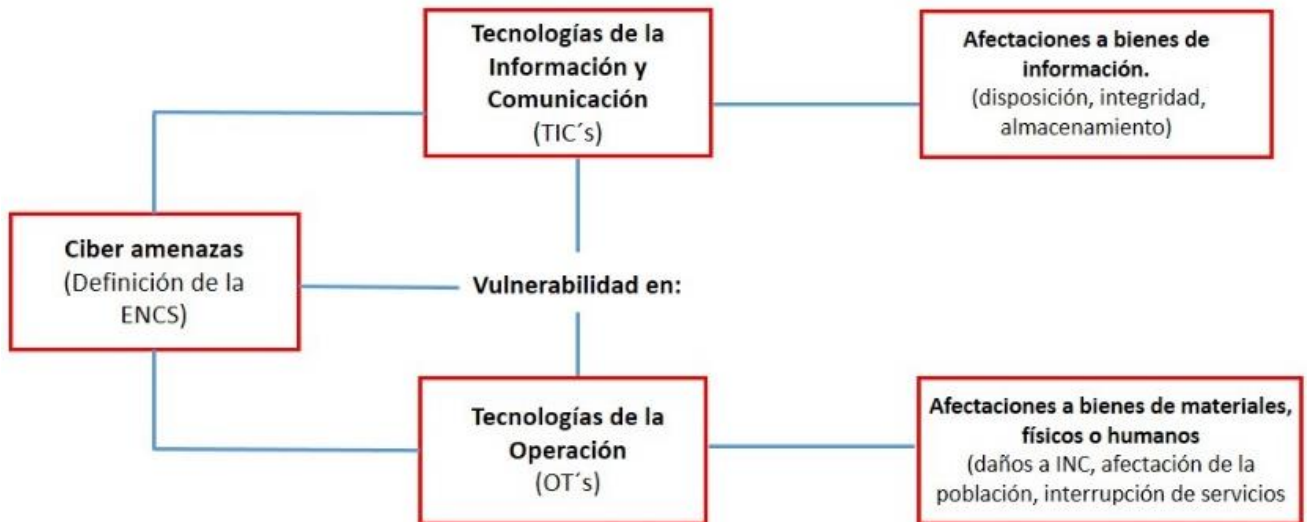 Tecnologías de la
Información y
Comunicación
(TIC´s)
Afectaciones a bienes de
información.
(disposición, integridad,
almacenamiento)
Ciber amenazas
(Definición de la
ENCS)
Vulnerabilidad en:
Tecnologías de la
Operación
(OT´s)
Afectaciones a bienes de materiales,
físicos o humanos
(daños a INC, afectación de la
población, interrupción de servicios